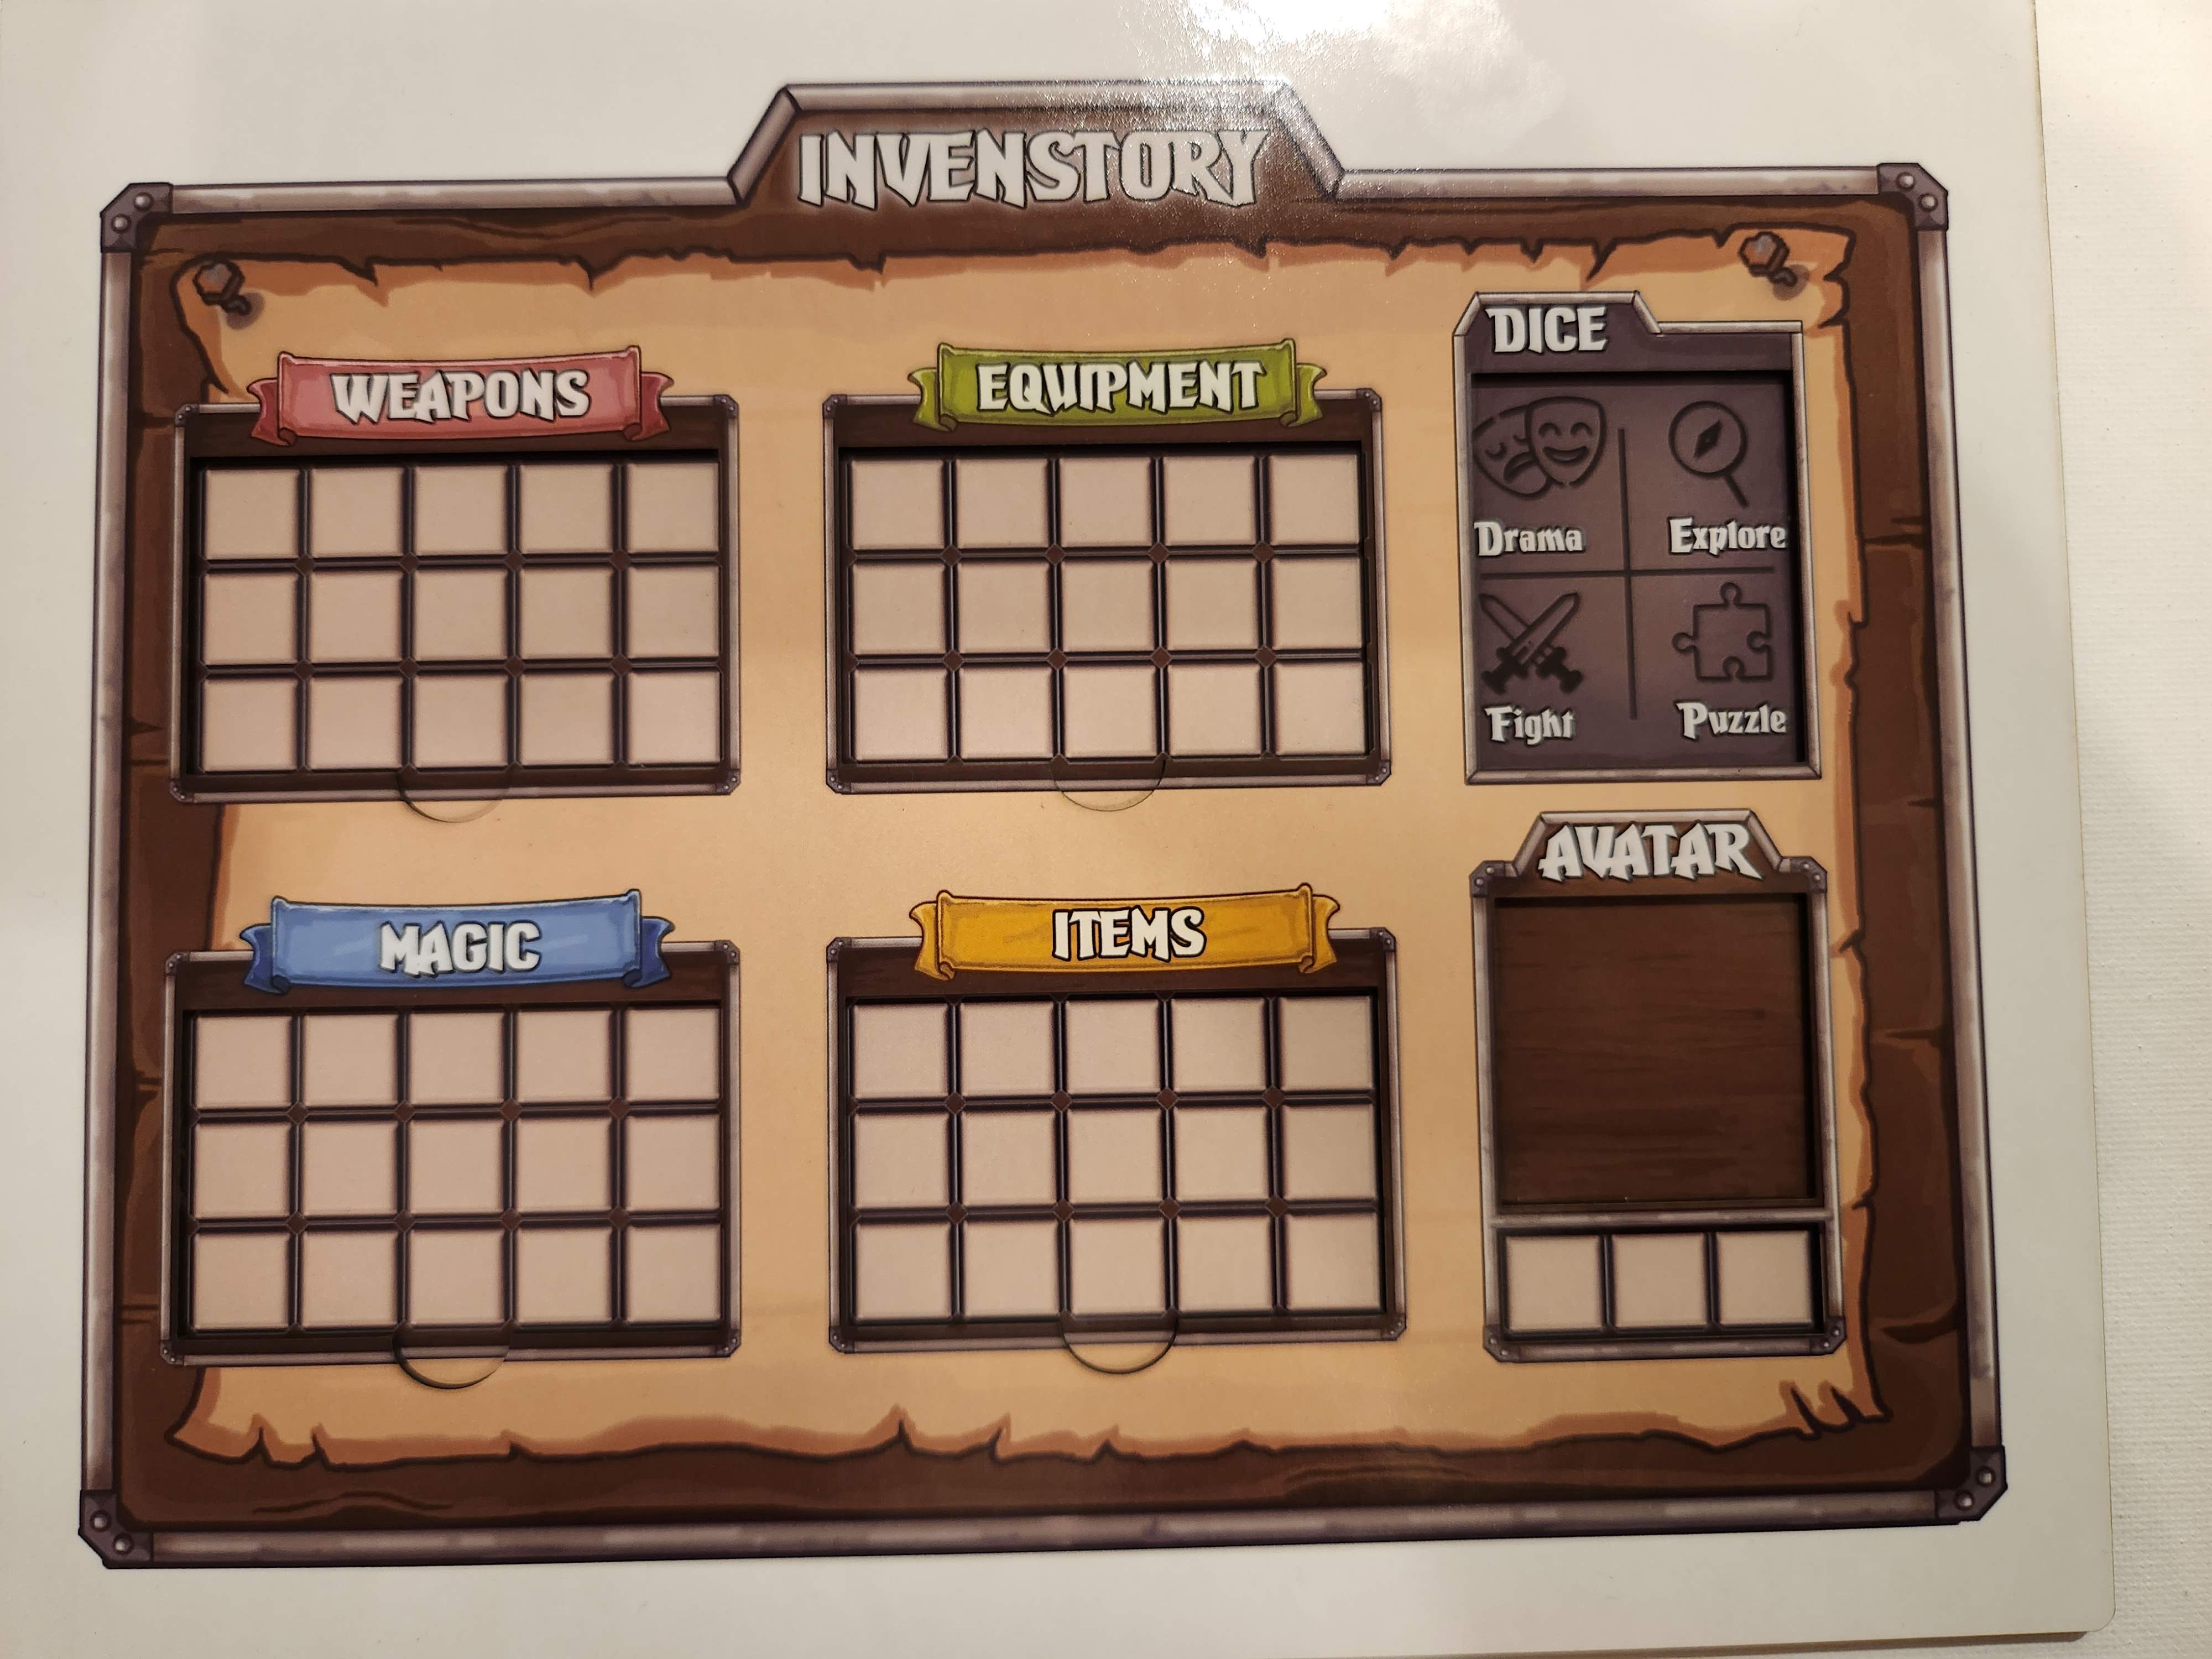 INVENSTORY
WEAPONS
EQUIPMENT
DICE
Drama
Explore
Fight
Puzzle
MAGIC
ITEMS
AVATAR